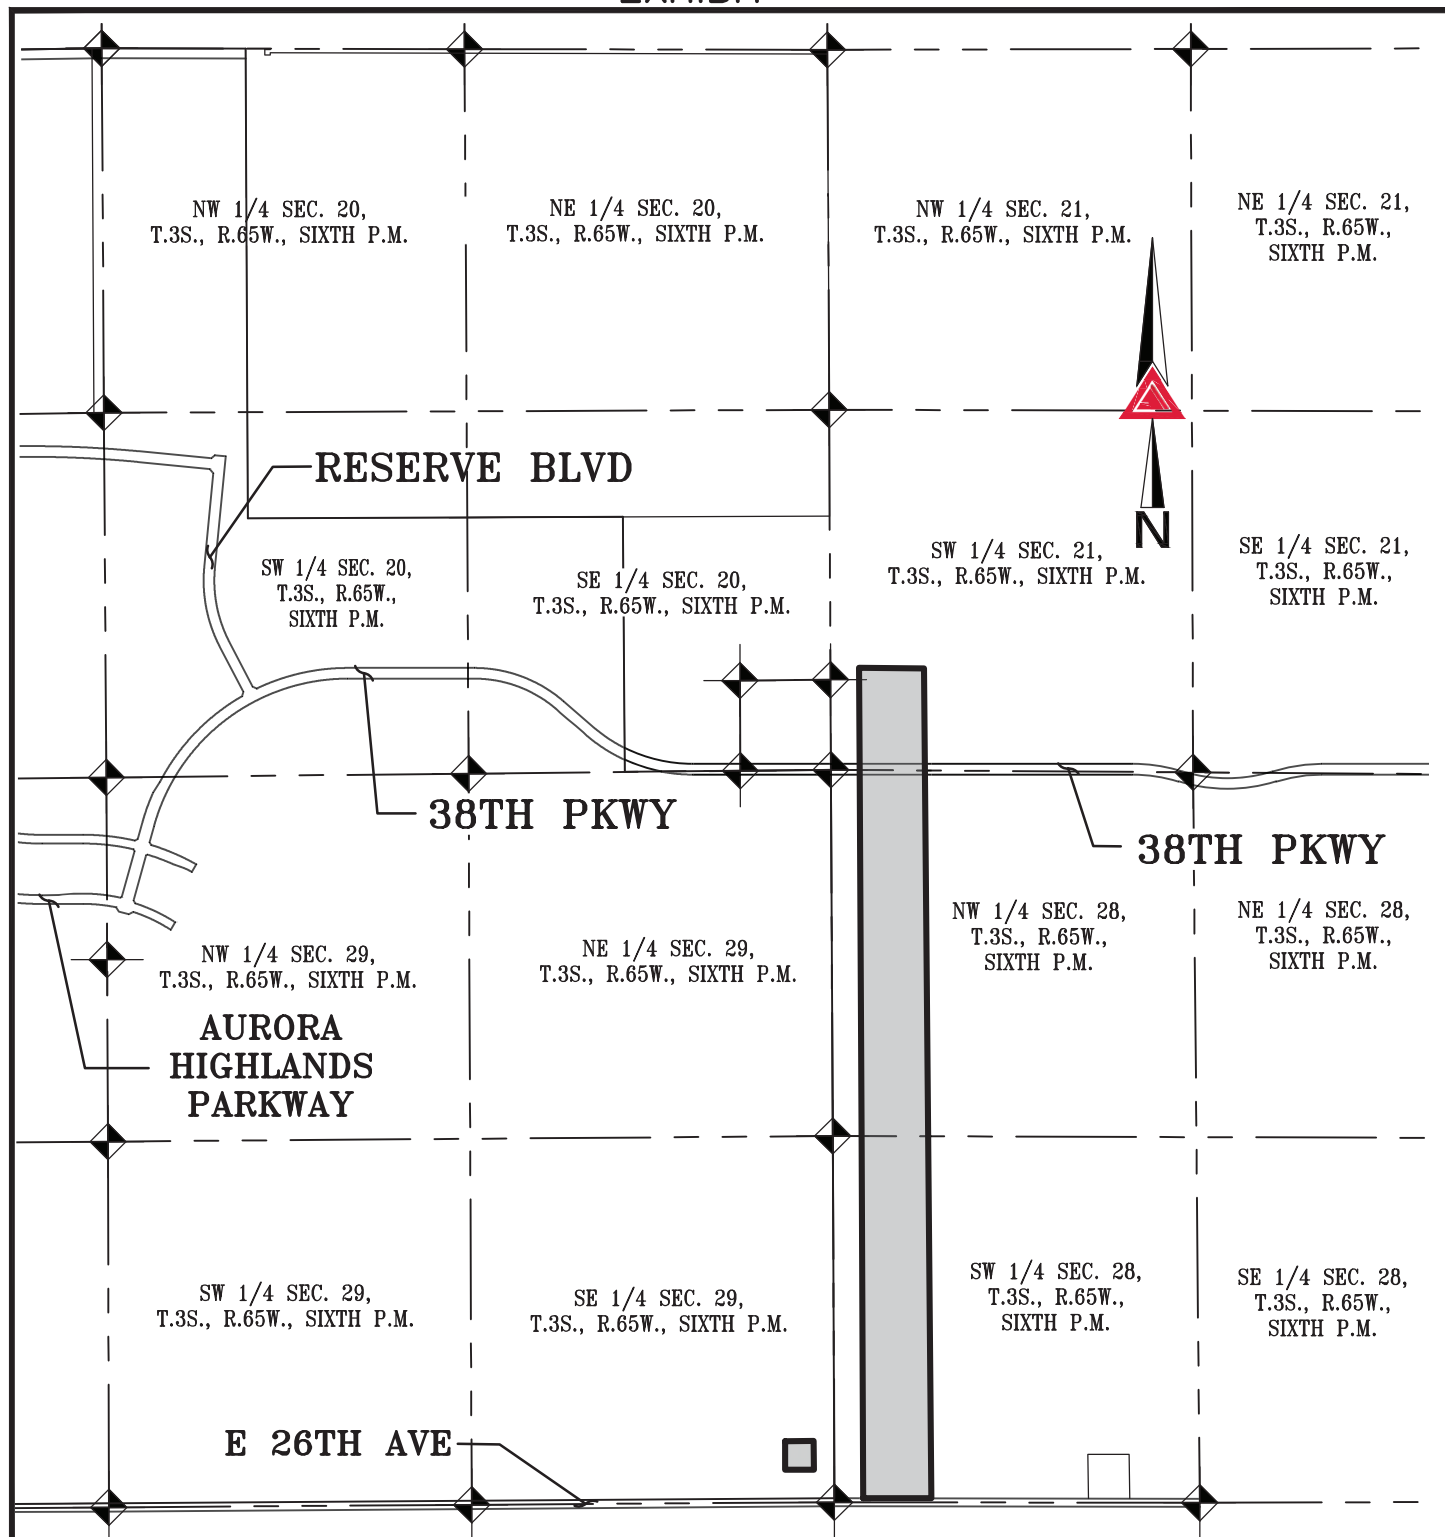 NW 1/4 SEC. 20,
T.3S., R.65W., SIXTH P.M.
NE 1/4 SEC. 20,
T.3S., R.65W., SIXTH P.M.
NW 1/4 SEC. 21,
T.3S., R.65W., SIXTH P.M.
NE 1/4 SEC. 21,
T.3S., R.65W.,
SIXTH P.M.
N
RESERVE BLVD
SW 1/4 SEC. 20,
T.3S., R.65W.,
SIXTH P.M.
SE 1/4 SEC. 20,
T.3S., R.65W., SIXTH P.M.
SW 1/4 SEC. 21,
T.3S., R.65W., SIXTH P.M.
SE 1/4 SEC. 21,
T.3S., R.65W.,
SIXTH P.M.
38TH PKWY
38TH PKWY
NW 1/4 SEC. 29,
T.3S., R.65W., SIXTH P.M.
NE 1/4 SEC. 29,
T.3S., R.65W., SIXTH P.M.
NW 1/4 SEC. 28,
T.3S., R.65W.,
SIXTH P.M.
NE 1/4 SEC. 28,
T.3S., R.65W.,
SIXTH P.M.
AURORA
HIGHLANDS
PARKWAY
SW 1/4 SEC. 29,
T.3S., R.65W., SIXTH P.M.
SE 1/4 SEC. 29,
T.3S., R.65W., SIXTH P.M.
SW 1/4 SEC. 28,
T.3S., R.65W.,
SIXTH P.M.
SE 1/4 SEC. 28,
T.3S., R.65W.,
SIXTH P.M.
E 26TH AVE